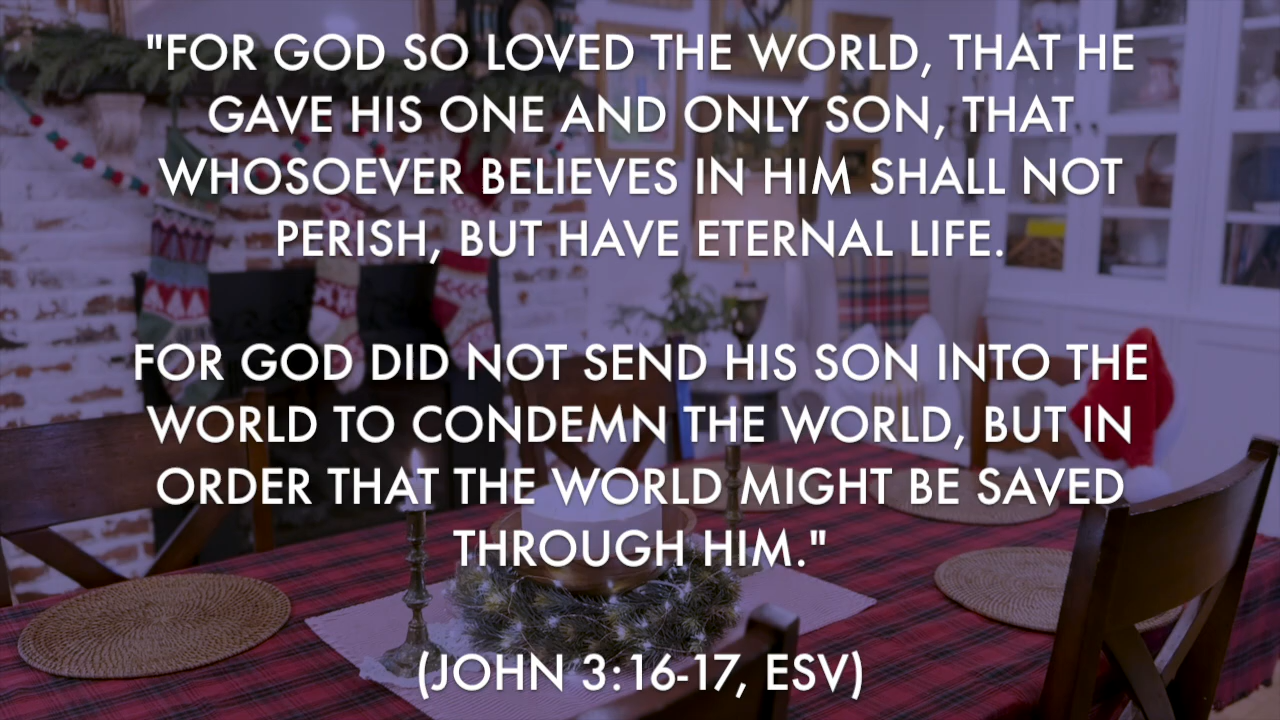 "FOR GOD SO LOVED THE WORLD, THAT HE
GAVE HIS ONE AND ONLY SON, THAT
WHOSOEVER BELIEVES IN HIM SHALL NOT
PERISH, BUT HAVE ETERNAL LIFE.
FOR GOD DID NOT SEND HIS SON INTO THE
WORLD TO CONDEMN THE WORLD, BUT IN
ORDER THAT THE WORLD MIGHT BE SAVED
THROUGH HIM."
(JOHN 3:16-17, ESV)